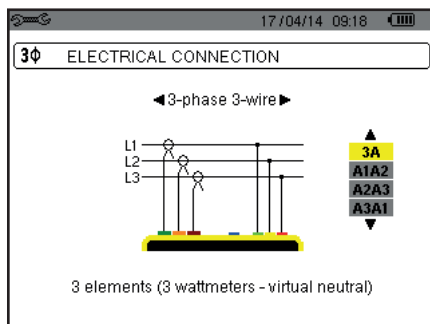 17/04/14 09:18
3Φ ELECTRICAL CONNECTION
◄3-phase 3-wire►
L1
L2
L3
3A
A1A2
A2A3
A3A1
3 elements (3 wattmeters - virtual neutral)